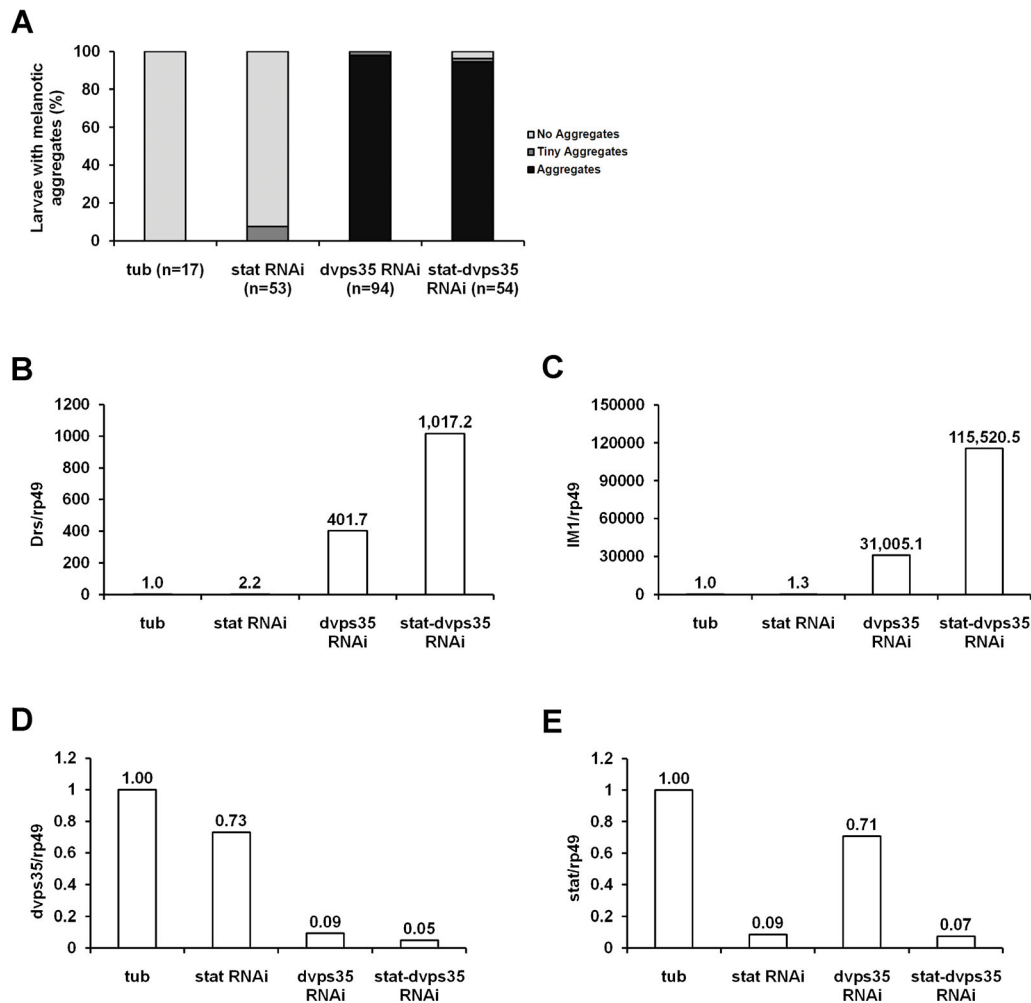 A
Larvae with melanotic
aggregates (%)
100
80
60
40
20
0
tub (n=17)
stat RNAi
(n=53)
dvps35 RNAi
(n=94)
stat-dvps35
RNAi (n=54)
No Aggregates
Tiny Aggregates
Aggregates
B
Drs/rp49
1200
1000
800
600
400
200
0
1.0
2.2
401.7
1,017.2
tub
stat RNAi
dvps35
RNAi
stat-dvps35
RNAi
C
IM1/rp49
150000
120000
90000
60000
30000
0
1.0
1.3
31,005.1
115,520.5
tub
stat RNAi
dvps35
RNAi
stat-dvps35
RNAi
D
dvps35/rp49
1.2
1
0.8
0.6
0.4
0.2
0
1.00
0.73
0.09
0.05
tub
stat RNAi
dvps35
RNAi
stat-dvps35
RNAi
E
stat/rp49
1.2
1
0.8
0.6
0.4
0.2
0
1.00
0.09
0.71
0.07
tub
stat RNAi
dvps35
RNAi
stat-dvps35
RNAi